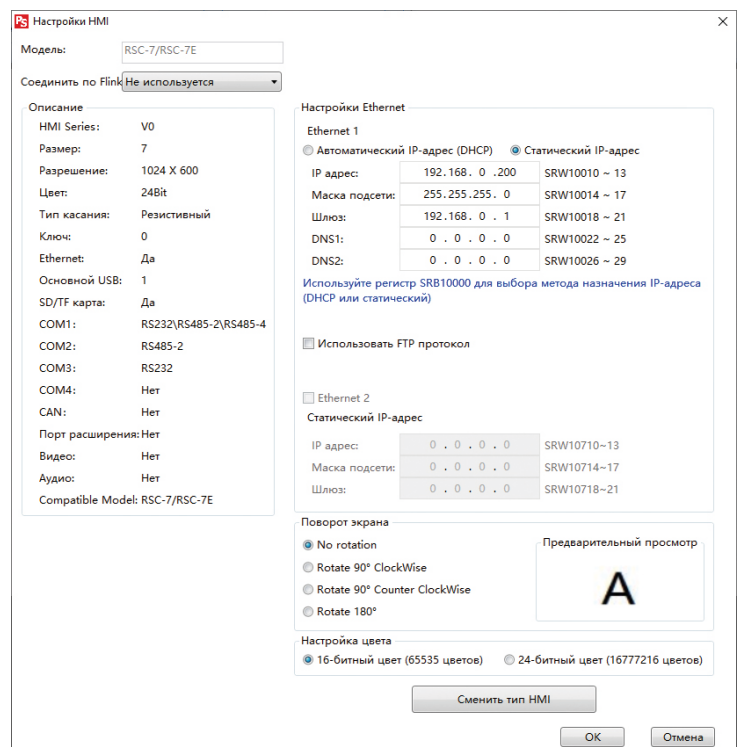 PS Настройки HMI
Модель: RSC-7/RSC-7E
Соединить по Flink Не используется
Описание
HMI Series: V0
Размер: 7
Разрешение: 1024 X 600
Цвет: 24Bit
Тип касания: Резистивный
Ключ: 0
Ethernet: Да
Основной USB: 1
SD/TF карта: Да
COM1: RS232\RS485-2\RS485-4
COM2: RS485-2
COM3: RS232
COM4: Нет
CAN: Нет
Порт расширения: Нет
Видео: Нет
Аудио: Нет
Compatible Model: RSC-7/RSC-7E
Настройки Ethernet
Ethernet 1
Автоматический IP-адрес (DHCP) Статический IP-адрес
IP адрес: 192.168. 0 .200 SRW10010 ~ 13
Маска подсети: 255.255.255. 0 SRW10014 ~ 17
Шлюз: 192.168. 0 . 1 SRW10018 ~ 21
DNS1: 0 . 0 . 0 . 0 SRW10022 ~ 25
DNS2: 0 . 0 . 0 . 0 SRW10026 ~ 29
Используйте регистр SRB10000 для выбора метода назначения IP-адреса
(DHCP или статический)
Использовать FTP протокол
Ethernet 2
Статический IP-адрес
IP адрес: 0 . 0 . 0 . 0 SRW10710~13
Маска подсети: 0 . 0 . 0 . 0 SRW10714~17
Шлюз: 0 . 0 . 0 . 0 SRW10718~21
Поворот экрана
No rotation
Rotate 90° ClockWise
Rotate 90° Counter ClockWise
Rotate 180°
Предварительный просмотр
A
Настройка цвета
16-битный цвет (65535 цветов) 24-битный цвет (16777216 цветов)
Сменить тип HMI
OK Отмена